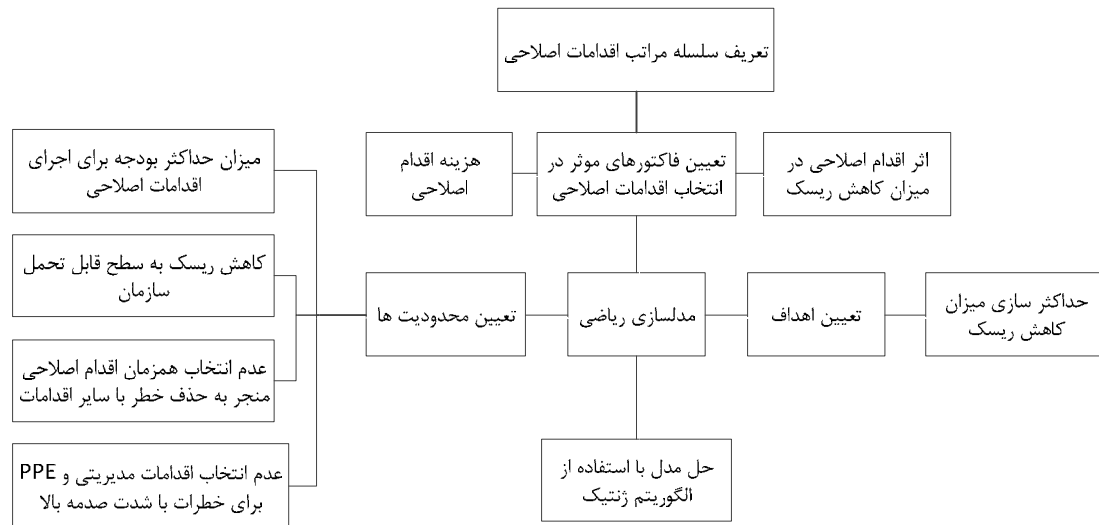 تعریف سلسله مراتب اقدامات اصلاحی
اثر اقدام اصلاحی در
میزان کاهش ریسک
تعیین فاکتورهای موثر در
انتخاب اقدامات اصلاحی
هزینه اقدام
اصلاحی
میزان حداکثر بودجه برای اجرای
اقدامات اصلاحی
حداکثر سازی میزان
کاهش ریسک
تعیین اهداف
مدلسازی ریاضی
تعیین محدودیت ها
کاهش ریسک به سطح قابل تحمل
سازمان
عدم انتخاب همزمان اقدام اصلاحی
منجر به حذف خطر با سایر اقدامات
حل مدل با استفاده از
الگوریتم ژنتیک
عدم انتخاب اقدامات مدیریتی و PPE
برای خطرات با شدت صدمه بالا